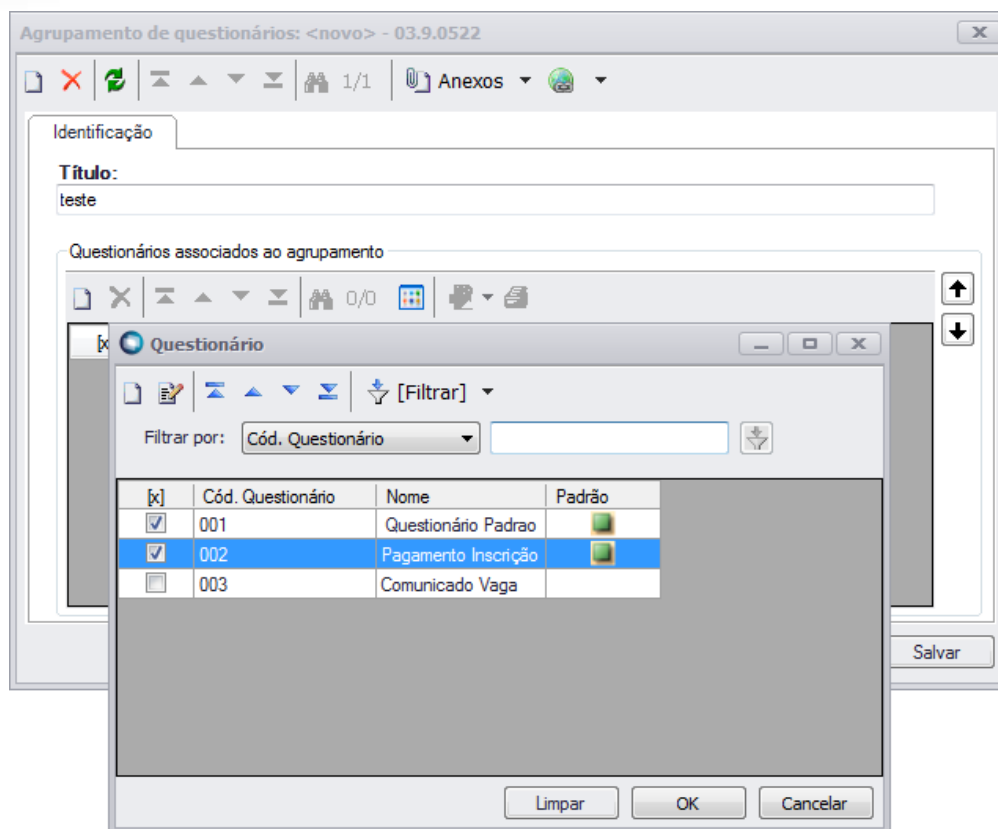 Agrupamento de questionários: <novo> - 03.9.0522
1/1 Anexos
Identificação
Título:
teste
Questionários associados ao agrupamento
0/0
[x
Questionário
[Filtrar]
Filtrar por: Cód. Questionário
[x] Cód. Questionário Nome Padrão
001 Questionário Padrao
002 Pagamento Inscrição
003 Comunicado Vaga
Salvar
Limpar OK Cancelar